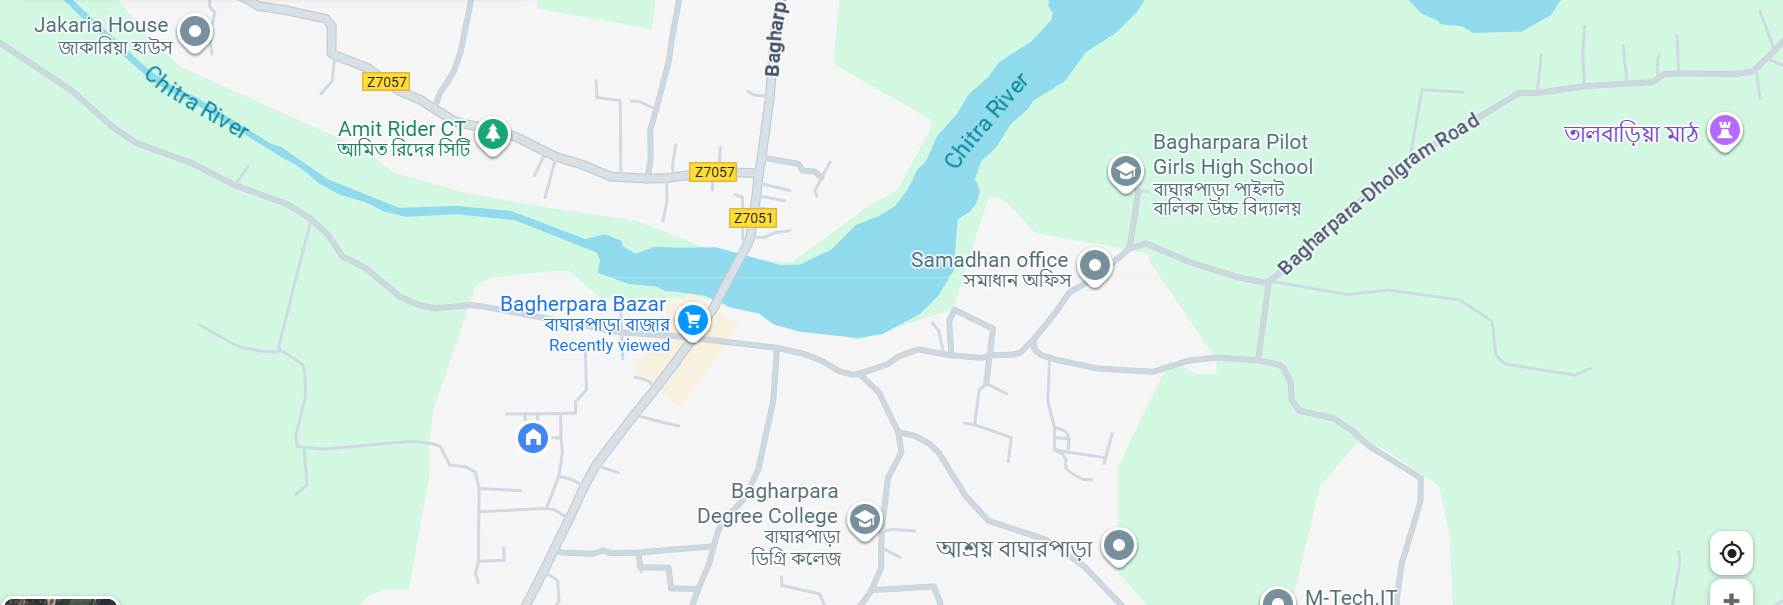 Jakaria House
জাকারিয়া হাউস
Chitra River
Z7057
Amit Rider CT
আমিত রিদের সিটি
Z7057
Z7051
Chitra River
Bagharpara Pilot
Girls High School
বাঘারপাড়া পাইলট
বালিকা উচ্চ বিদ্যালয়
Bagharpara-Dholgram Road
তালবাড়িয়া মাঠ
Samadhan office
সমাধান অফিস
Bagherpara Bazar
বাঘারপাড়া বাজার
Recently viewed
Bagharpara
Degree College
বাঘারপাড়া
ডিগ্রি কলেজ
আশ্রয় বাঘারপাড়া
M-Tech.IT